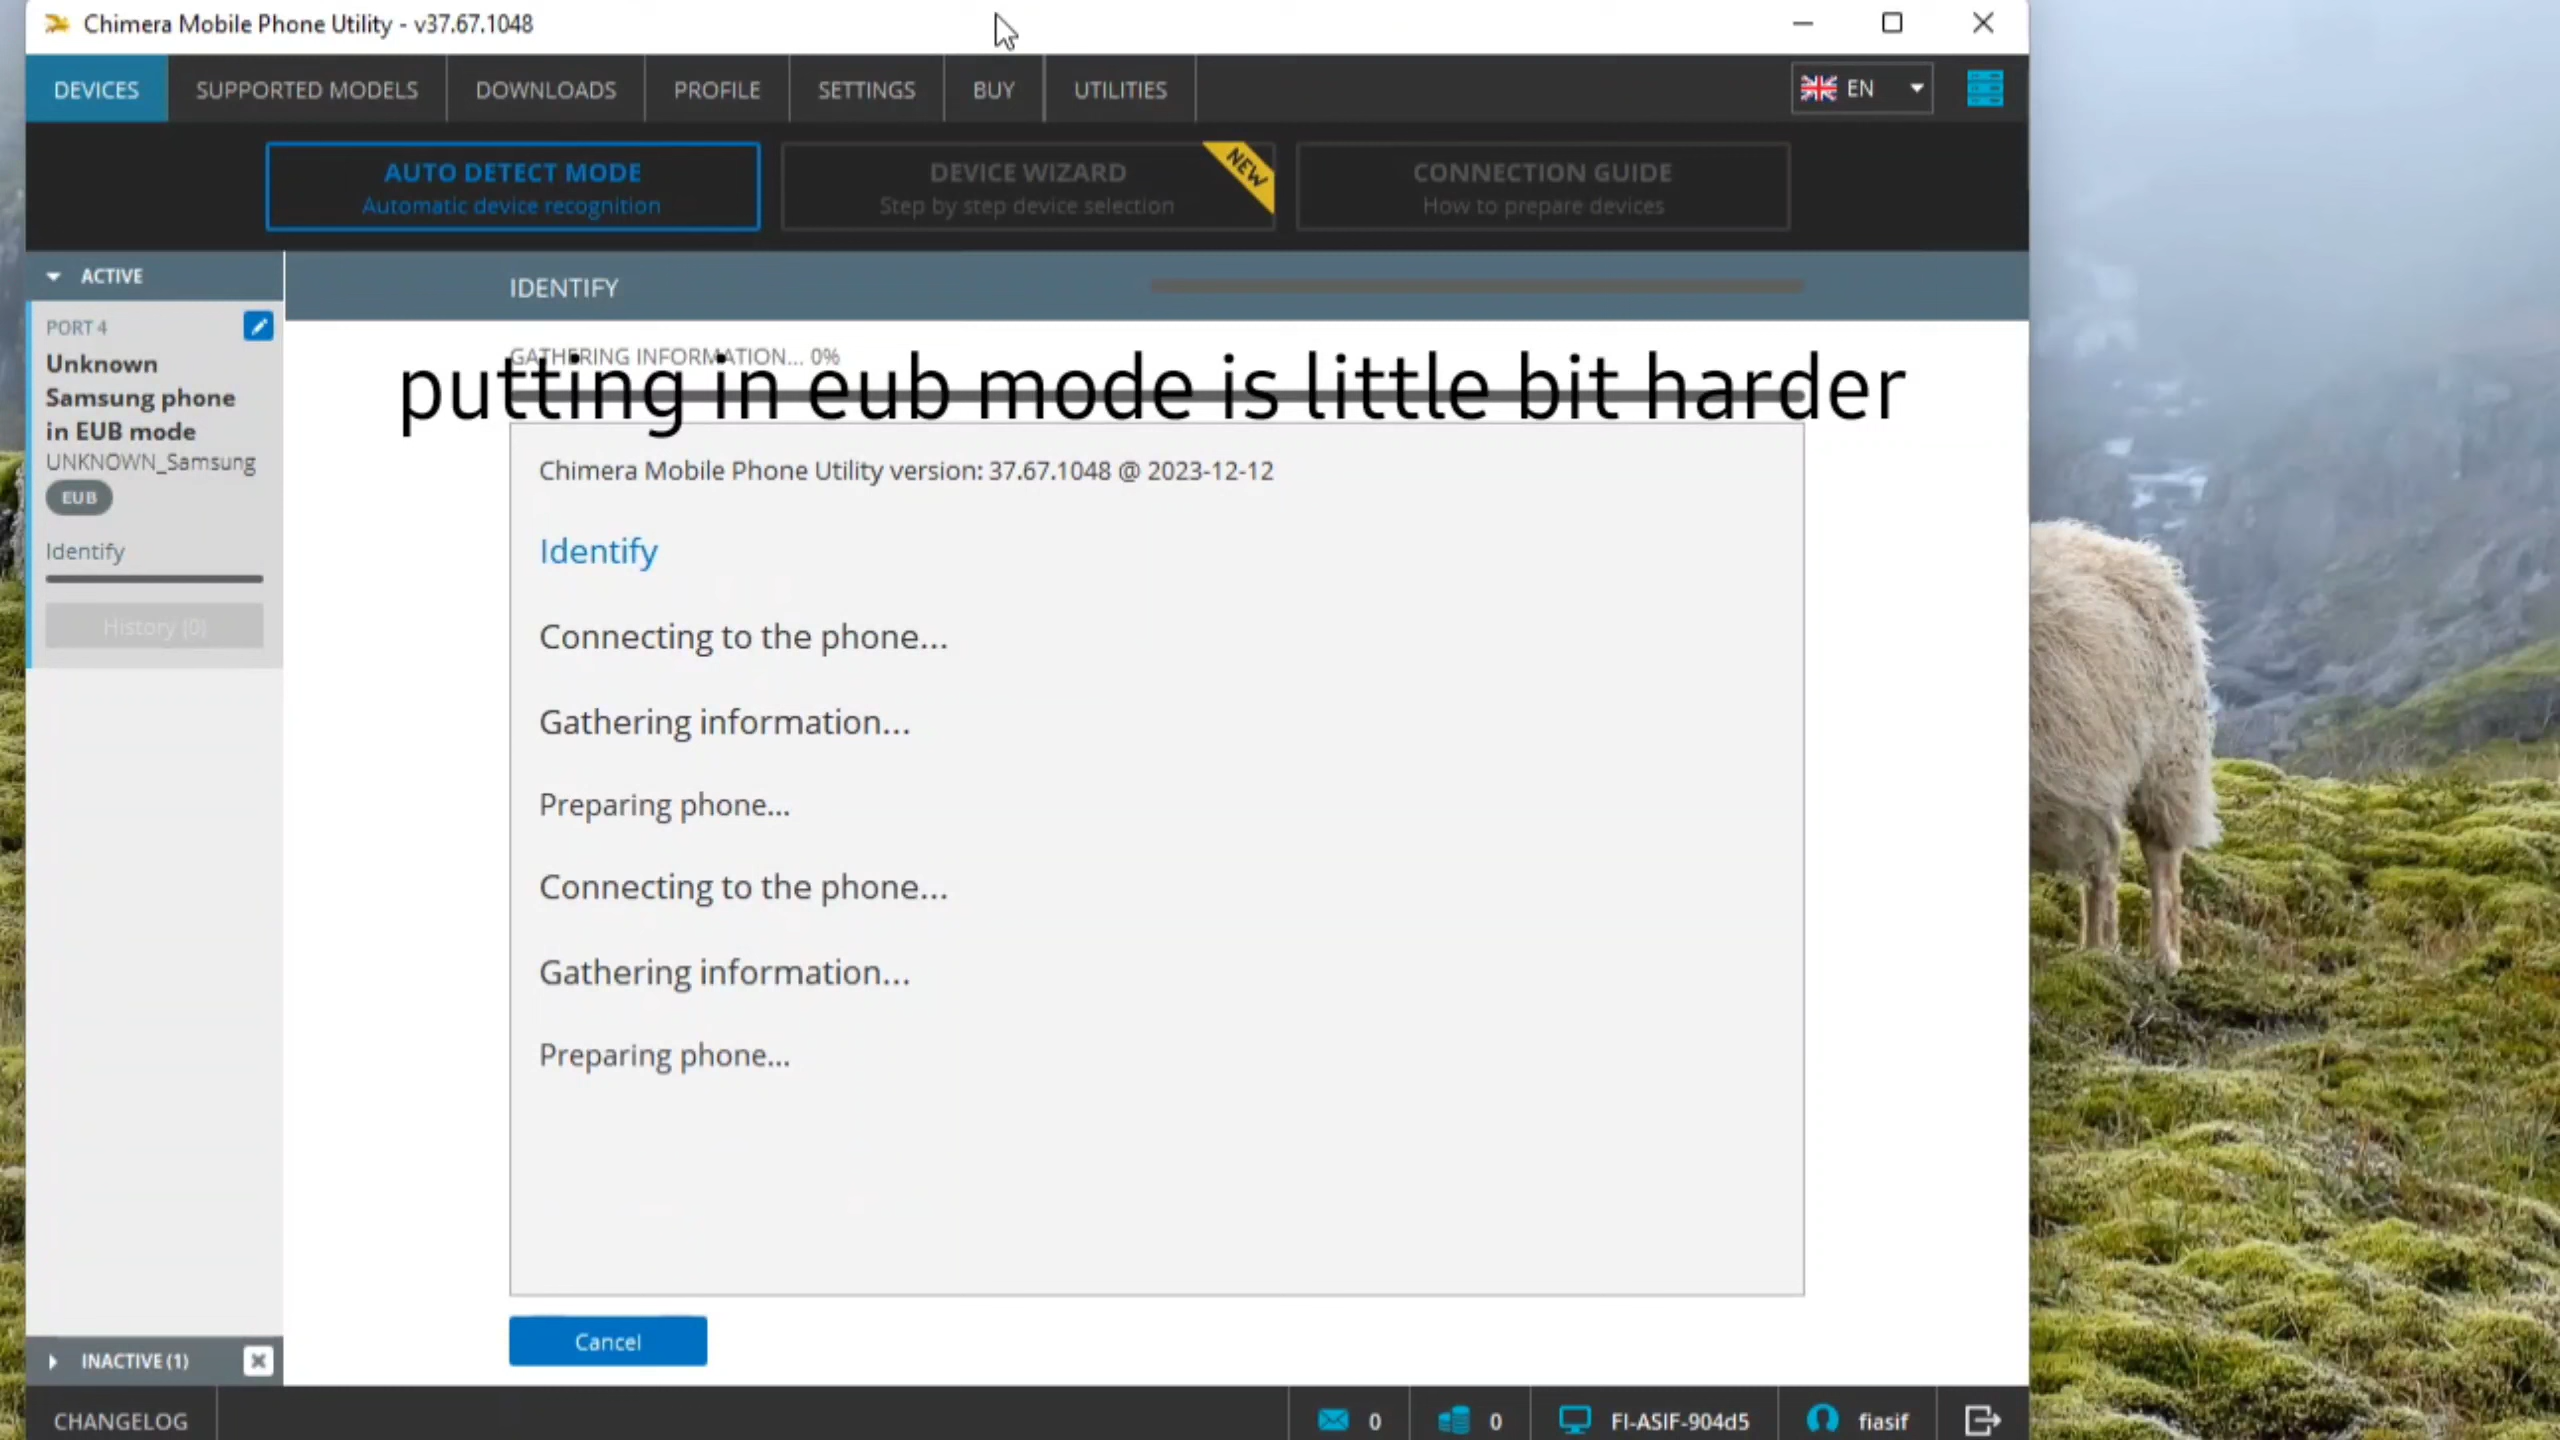 Chimera Mobile Phone Utility - v37.67.1048
DEVICES SUPPORTED MODELS DOWNLOADS PROFILE SETTINGS BUY UTILITIES EN
AUTO DETECT MODE
Automatic device recognition
DEVICE WIZARD
Step by step device selection
NEW
CONNECTION GUIDE
How to prepare devices
ACTIVE
PORT 4
Unknown
Samsung phone
in EUB mode
UNKNOWN_Samsung
EUB
Identify
History (0)
IDENTIFY
GATHERING INFORMATION... 0%
putting in eub mode is little bit harder
Chimera Mobile Phone Utility version: 37.67.1048 @ 2023-12-12
Identify
Connecting to the phone...
Gathering information...
Preparing phone...
Connecting to the phone...
Gathering information...
Preparing phone...
Cancel
INACTIVE (1)
CHANGELOG 0 0 FI-ASIF-904d5 fiasif